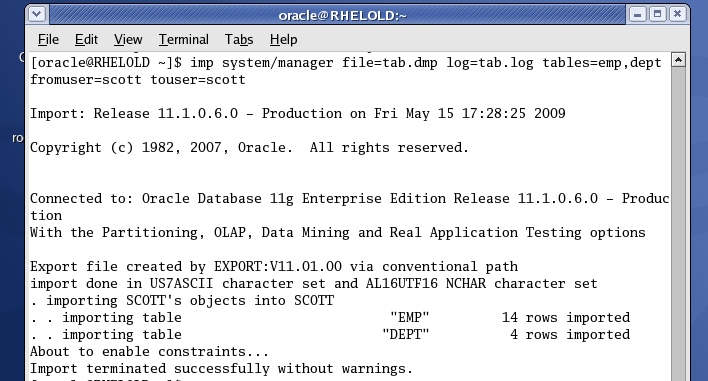 oracle@RHELOLD:~
File Edit View Terminal Tabs Help
[oracle@RHELOLD ~]$ imp system/manager file=tab.dmp log=tab.log tables=emp,dept
fromuser=scott touser=scott
Import: Release 11.1.0.6.0 - Production on Fri May 15 17:28:25 2009
Copyright (c) 1982, 2007, Oracle.  All rights reserved.
Connected to: Oracle Database 11g Enterprise Edition Release 11.1.0.6.0 - Produc
tion
With the Partitioning, OLAP, Data Mining and Real Application Testing options
Export file created by EXPORT:V11.01.00 via conventional path
import done in US7ASCII character set and AL16UTF16 NCHAR character set
. importing SCOTT's objects into SCOTT
. . importing table "EMP" 14 rows imported
. . importing table "DEPT" 4 rows imported
About to enable constraints...
Import terminated successfully without warnings.